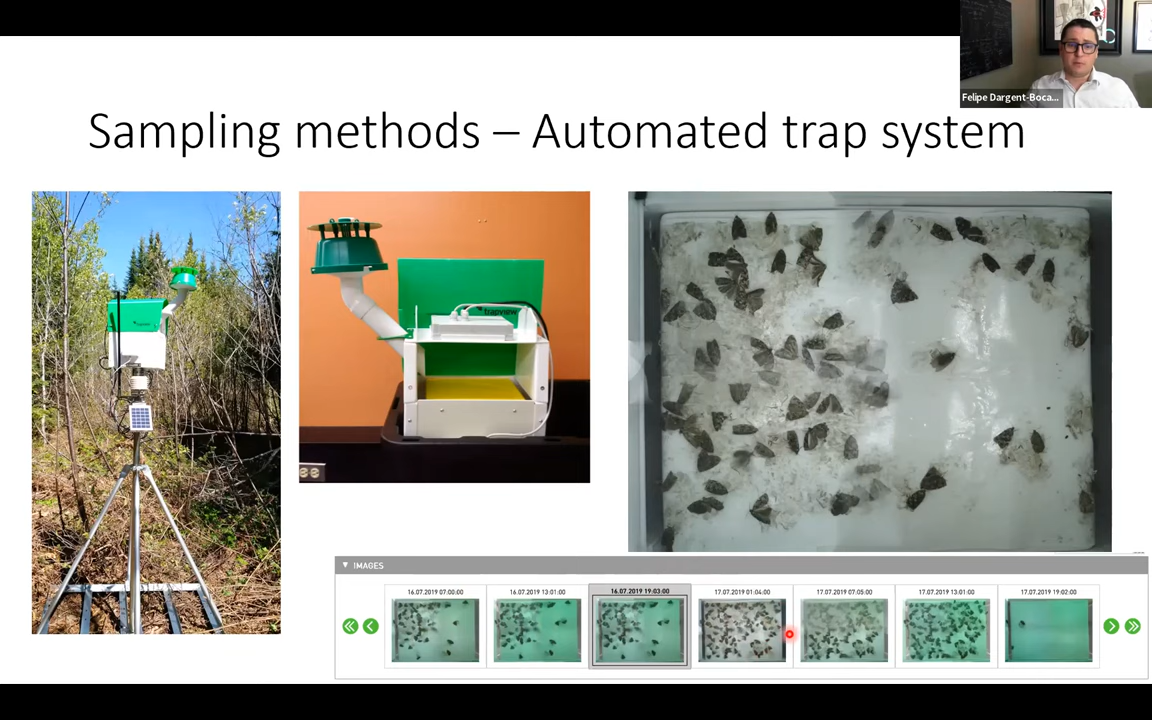 Felipe Dargent-Boca...
Sampling methods – Automated trap system
trapview
▼ IMAGES
16.07.2019 07:00:00
16.07.2019 13:01:00
16.07.2019 19:03:00
17.07.2019 01:04:00
17.07.2019 07:05:00
17.07.2019 13:01:00
17.07.2019 19:02:00